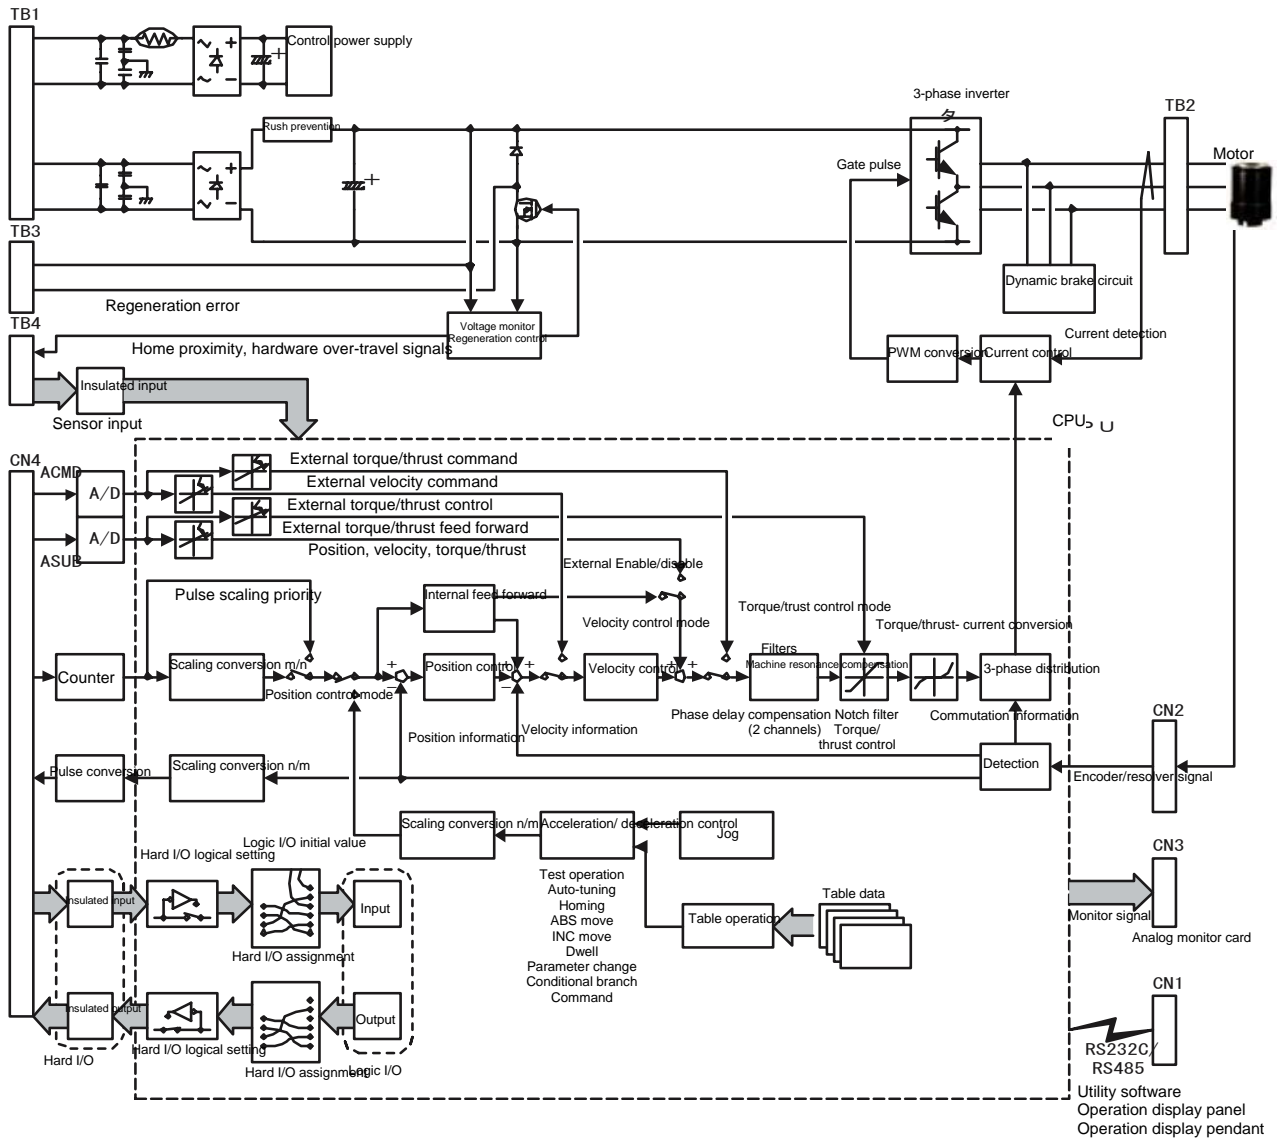 TB1
Control power supply
3-phase inverter
タ
TB2
Rush prevention
Gate pulse
Motor
TB3
Dynamic brake circuit
Regeneration error
TB4
Voltage monitor
Regeneration control
Home proximity, hardware over-travel signals
Current detection
PWM conversion
Current control
Insulated input
Sensor input
CPU
CN4
ACMD
A/D
External torque/thrust command
External velocity command
External torque/thrust control
A/D
External torque/thrust feed forward
ASUB
Position, velocity, torque/thrust
External Enable/disable
Pulse scaling priority
Internal feed forward
Torque/trust control mode
Velocity control mode
Torque/thrust- current conversion
Filters
Counter
Scaling conversion m/n
Position control
Velocity control
Machine resonance compensation
3-phase distribution
Position control mode
Phase delay compensation
(2 channels)
Notch filter
Torque/
thrust control
Commutation information
CN2
Position information
Velocity information
Pulse conversion
Scaling conversion n/m
Detection
Encoder/resolver signal
Scaling conversion n/m
Acceleration/ deceleration control
Jog
Logic I/O initial value
Hard I/O logical setting
CN3
Test operation
Auto-tuning
Homing
ABS move
INC move
Dwell
Parameter change
Conditional branch
Command
Table data
Insulated input
Input
Table operation
Monitor signal
Analog monitor card
Hard I/O assignment
CN1
Insulated output
Output
Hard I/O
Hard I/O logical setting
Hard I/O assignment
Logic I/O
RS232C/
RS485
Utility software
Operation display panel
Operation display pendant